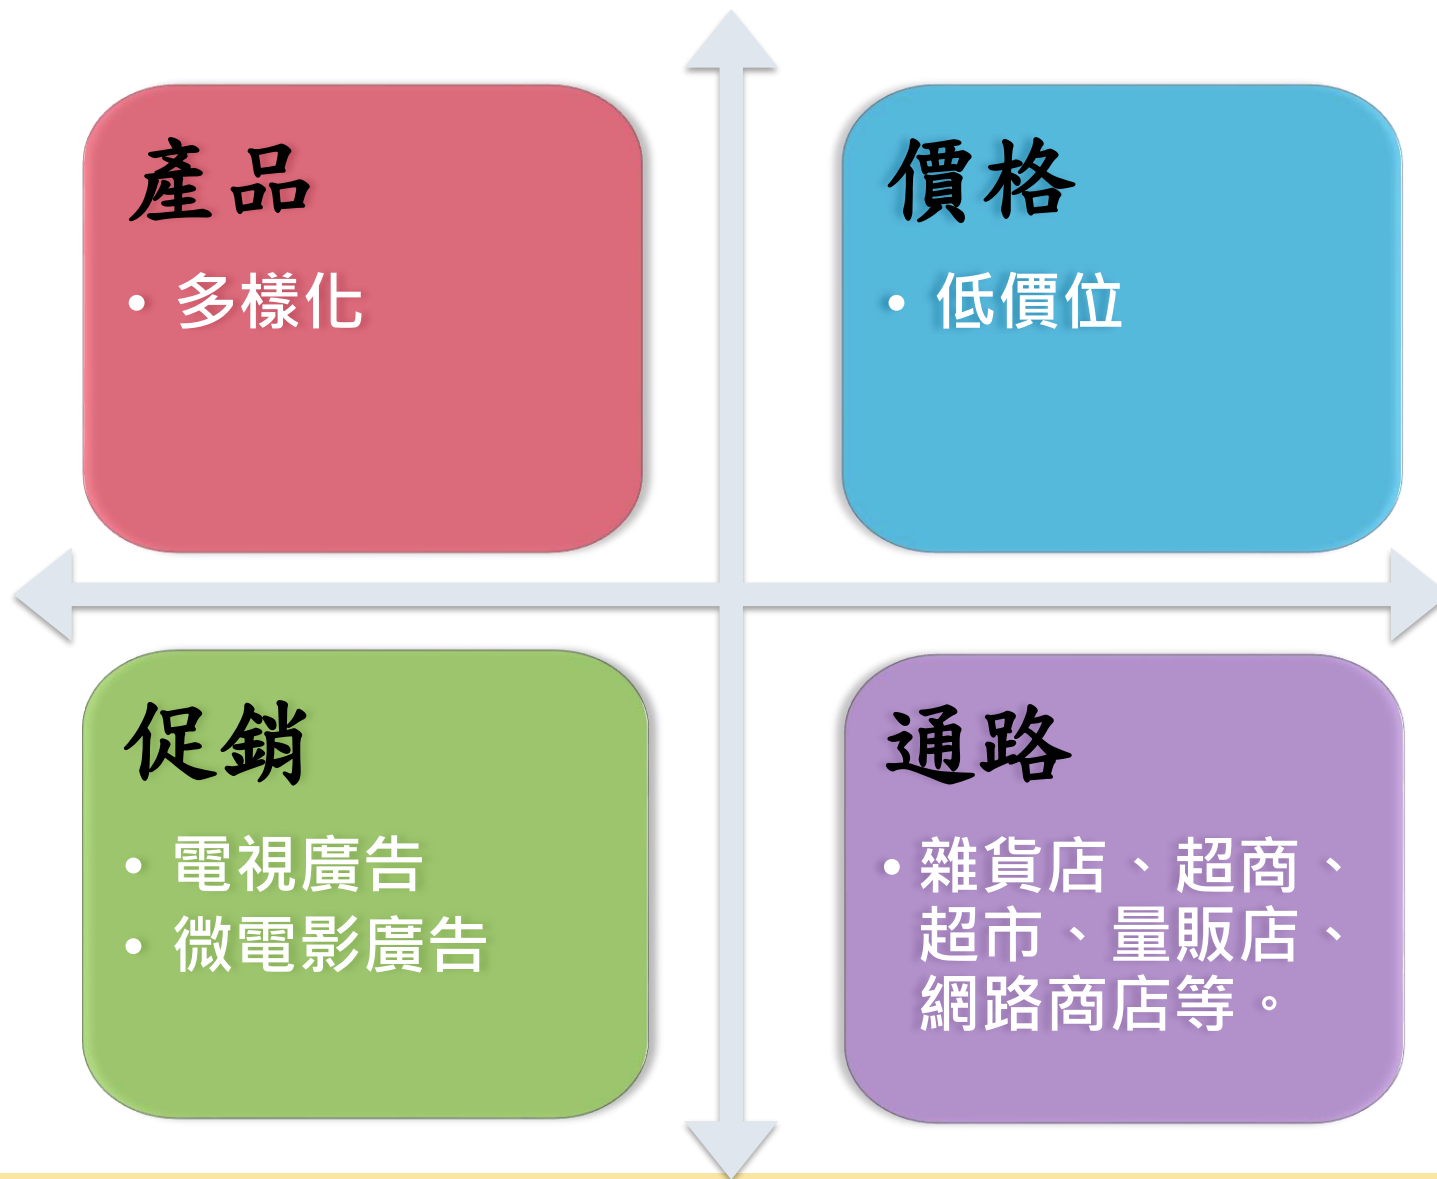 產品
• 多樣化
價格
• 低價位
促銷
• 電視廣告
• 微電影廣告
通路
• 雜貨店、超商、
超市、量販店、
網路商店等。